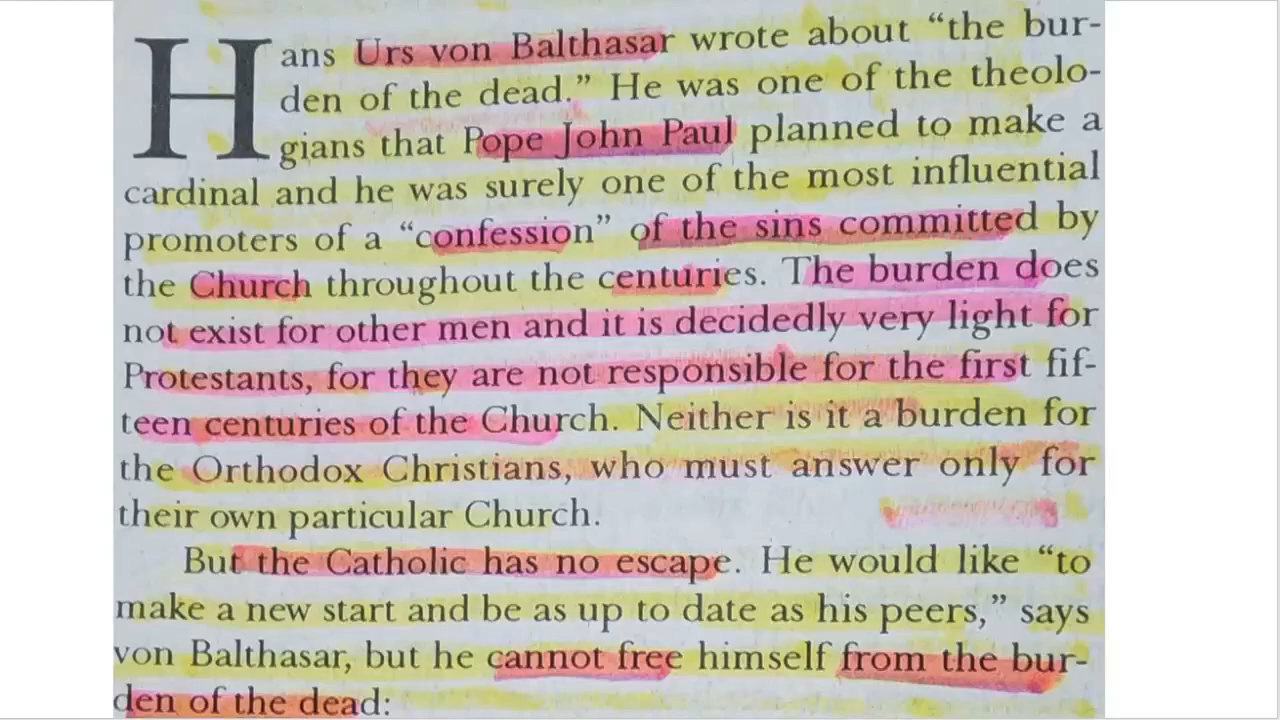 Hans Urs von Balthasar wrote about “the bur-
den of the dead.” He was one of the theolo-
gians that Pope John Paul planned to make a
cardinal and he was surely one of the most influential
promoters of a “confession” of the sins committed by
the Church throughout the centuries. The burden does
not exist for other men and it is decidedly very light for
Protestants, for they are not responsible for the first fif-
teen centuries of the Church. Neither is it a burden for
the Orthodox Christians, who must answer only for
their own particular Church.
But the Catholic has no escape. He would like “to
make a new start and be as up to date as his peers,” says
von Balthasar, but he cannot free himself from the bur-
den of the dead: